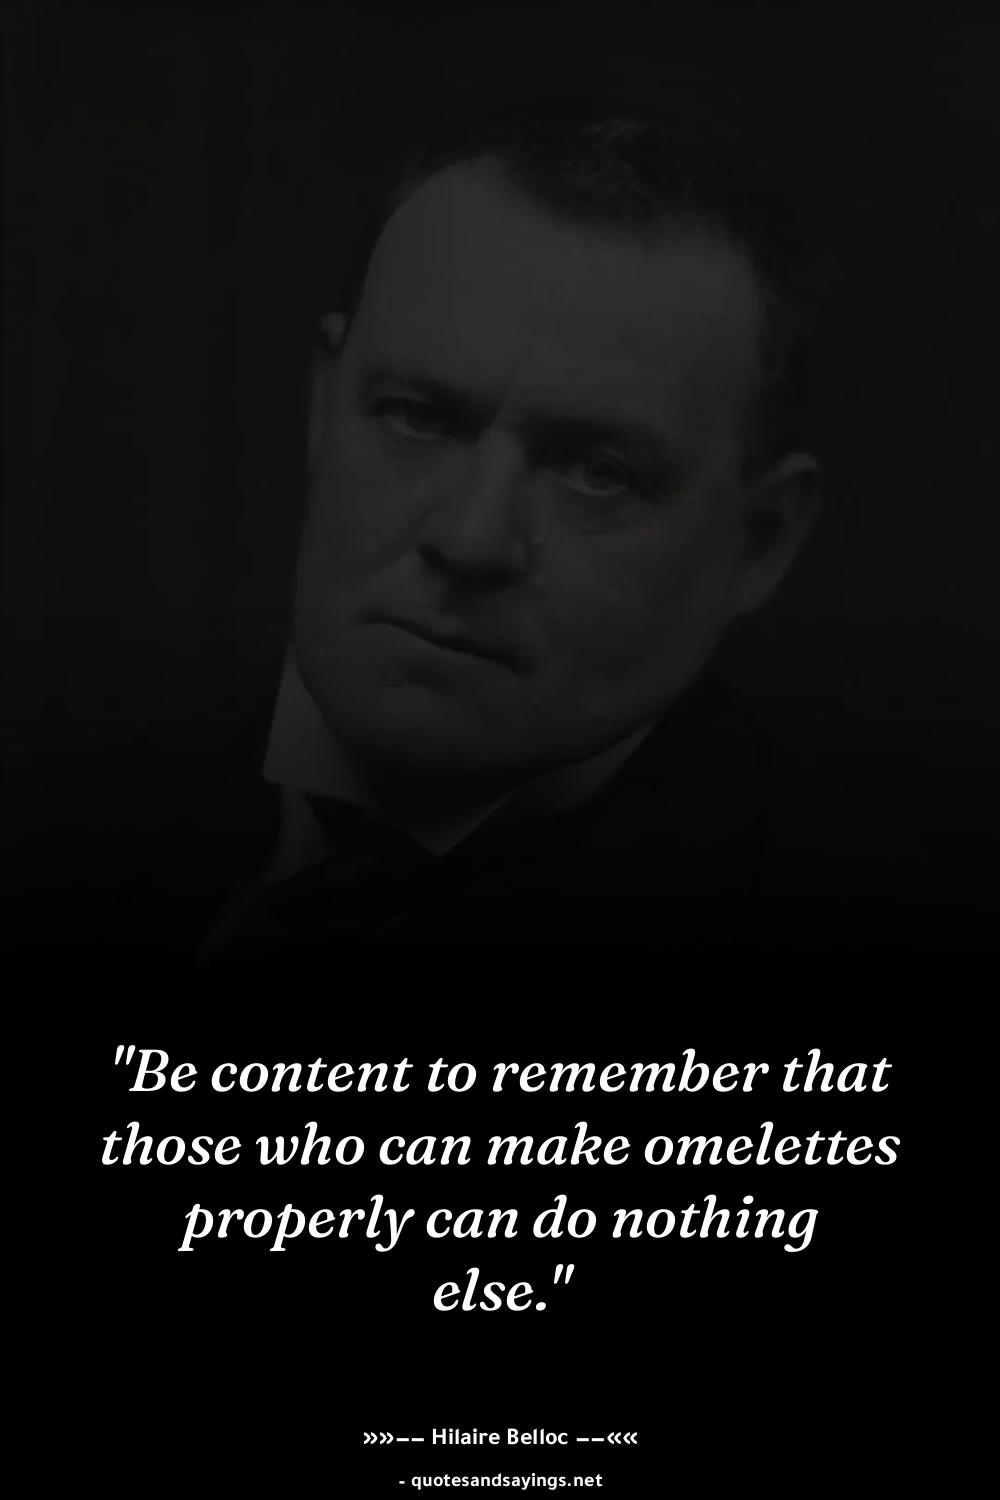 "Be content to remember that
those who can make omelettes
properly can do nothing
else."
»»–– Hilaire Belloc ––««
- quotesandsayings.net